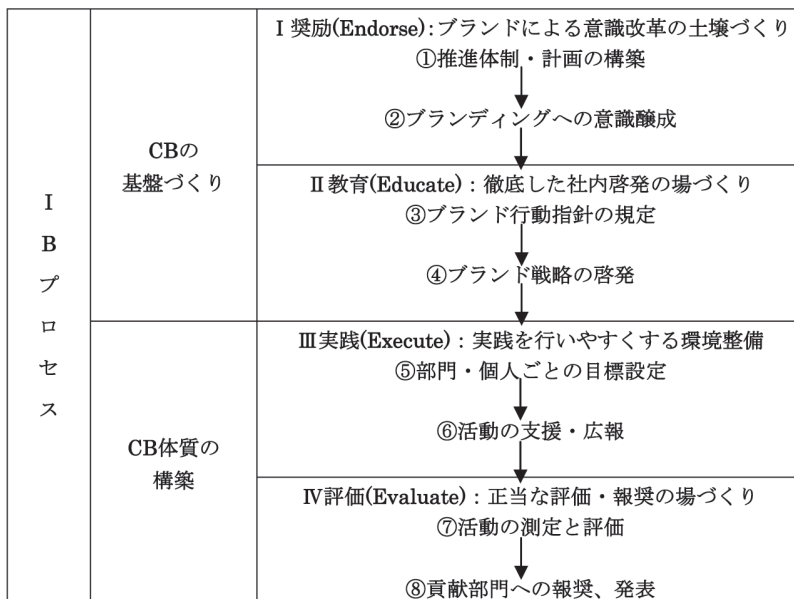 IBプロセス
CBの
基盤づくり
Ⅰ奨励(Endorse):ブランドによる意識改革の土壌づくり
①推進体制・計画の構築
②ブランディングへの意識醸成
Ⅱ教育(Educate)：徹底した社内啓発の場づくり
③ブランド行動指針の規定
④ブランド戦略の啓発
CB体質の
構築
Ⅲ実践(Execute)：実践を行いやすくする環境整備
⑤部門・個人ごとの目標設定
⑥活動の支援・広報
Ⅳ評価(Evaluate)：正当な評価・報奨の場づくり
⑦活動の測定と評価
⑧貢献部門への報奨、発表